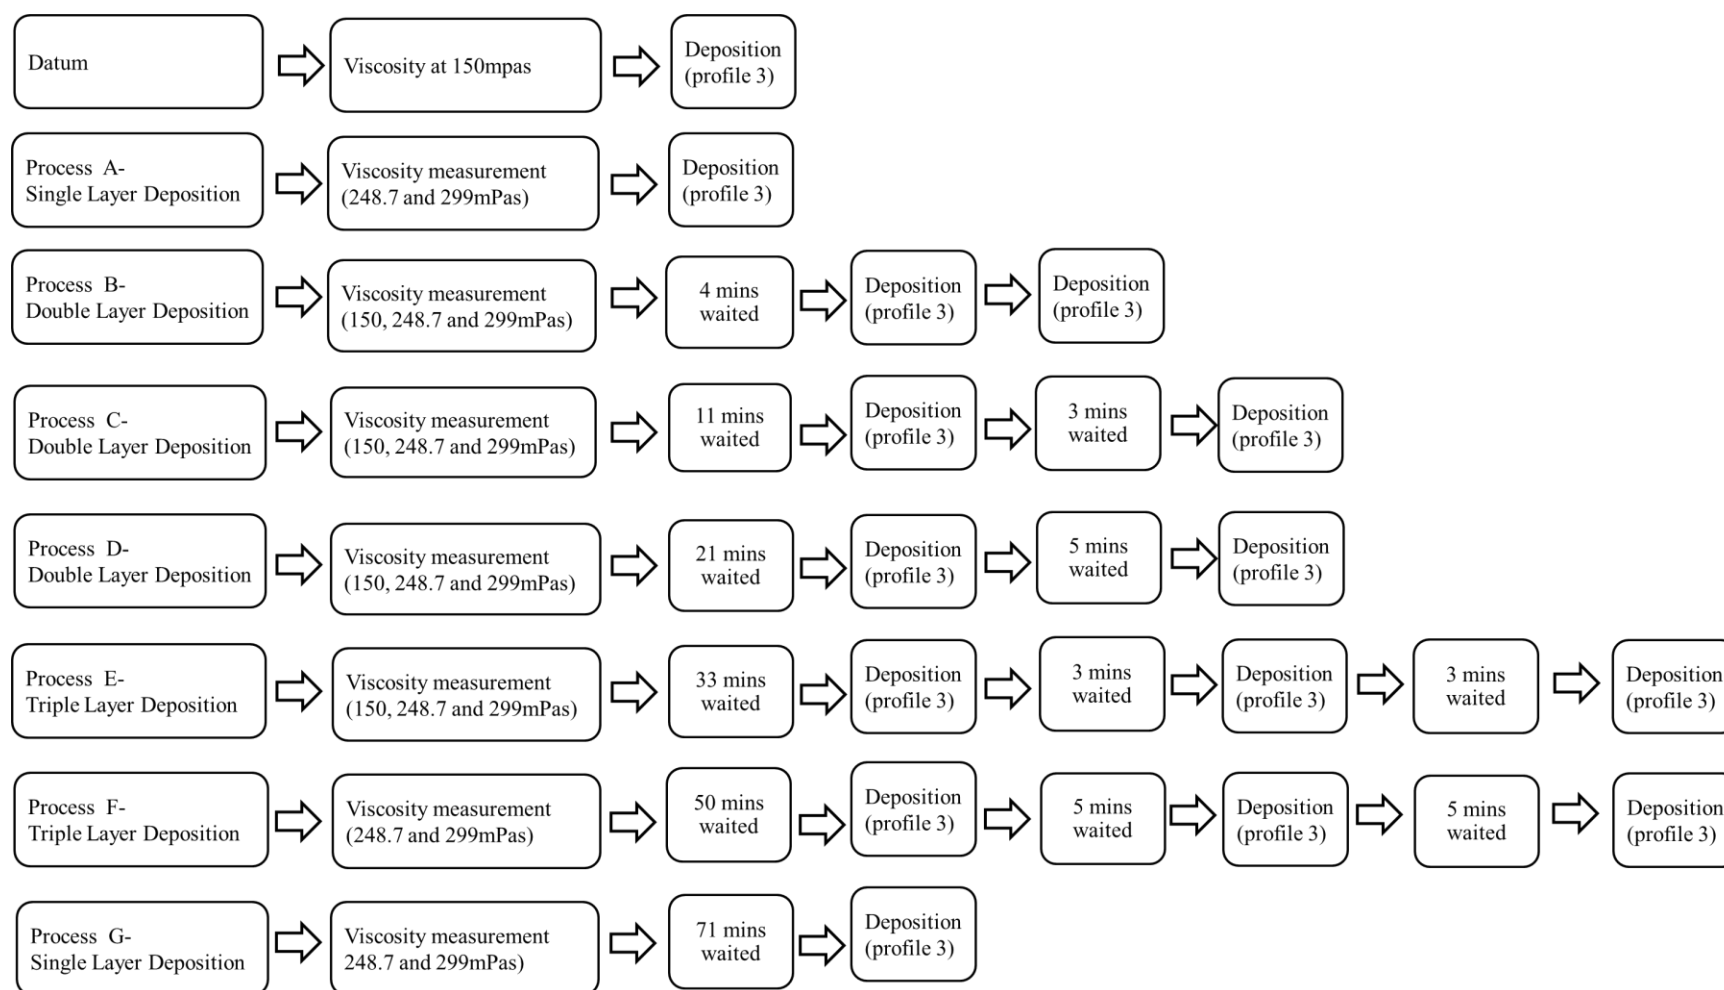 Datum
Viscosity at 150mpas
Deposition
(profile 3)
Process A-
Single Layer Deposition
Viscosity measurement
(248.7 and 299mPas)
Deposition
(profile 3)
Process B-
Double Layer Deposition
Viscosity measurement
(150, 248.7 and 299mPas)
4 mins
waited
Deposition
(profile 3)
Deposition
(profile 3)
Process C-
Double Layer Deposition
Viscosity measurement
(150, 248.7 and 299mPas)
11 mins
waited
Deposition
(profile 3)
3 mins
waited
Deposition
(profile 3)
Process D-
Double Layer Deposition
Viscosity measurement
(150, 248.7 and 299mPas)
21 mins
waited
Deposition
(profile 3)
5 mins
waited
Deposition
(profile 3)
Process E-
Triple Layer Deposition
Viscosity measurement
(150, 248.7 and 299mPas)
33 mins
waited
Deposition
(profile 3)
3 mins
waited
Deposition
(profile 3)
3 mins
waited
Deposition
(profile 3)
Process F-
Triple Layer Deposition
Viscosity measurement
(248.7 and 299mPas)
50 mins
waited
Deposition
(profile 3)
5 mins
waited
Deposition
(profile 3)
5 mins
waited
Deposition
(profile 3)
Process G-
Single Layer Deposition
Viscosity measurement
248.7 and 299mPas)
71 mins
waited
Deposition
(profile 3)